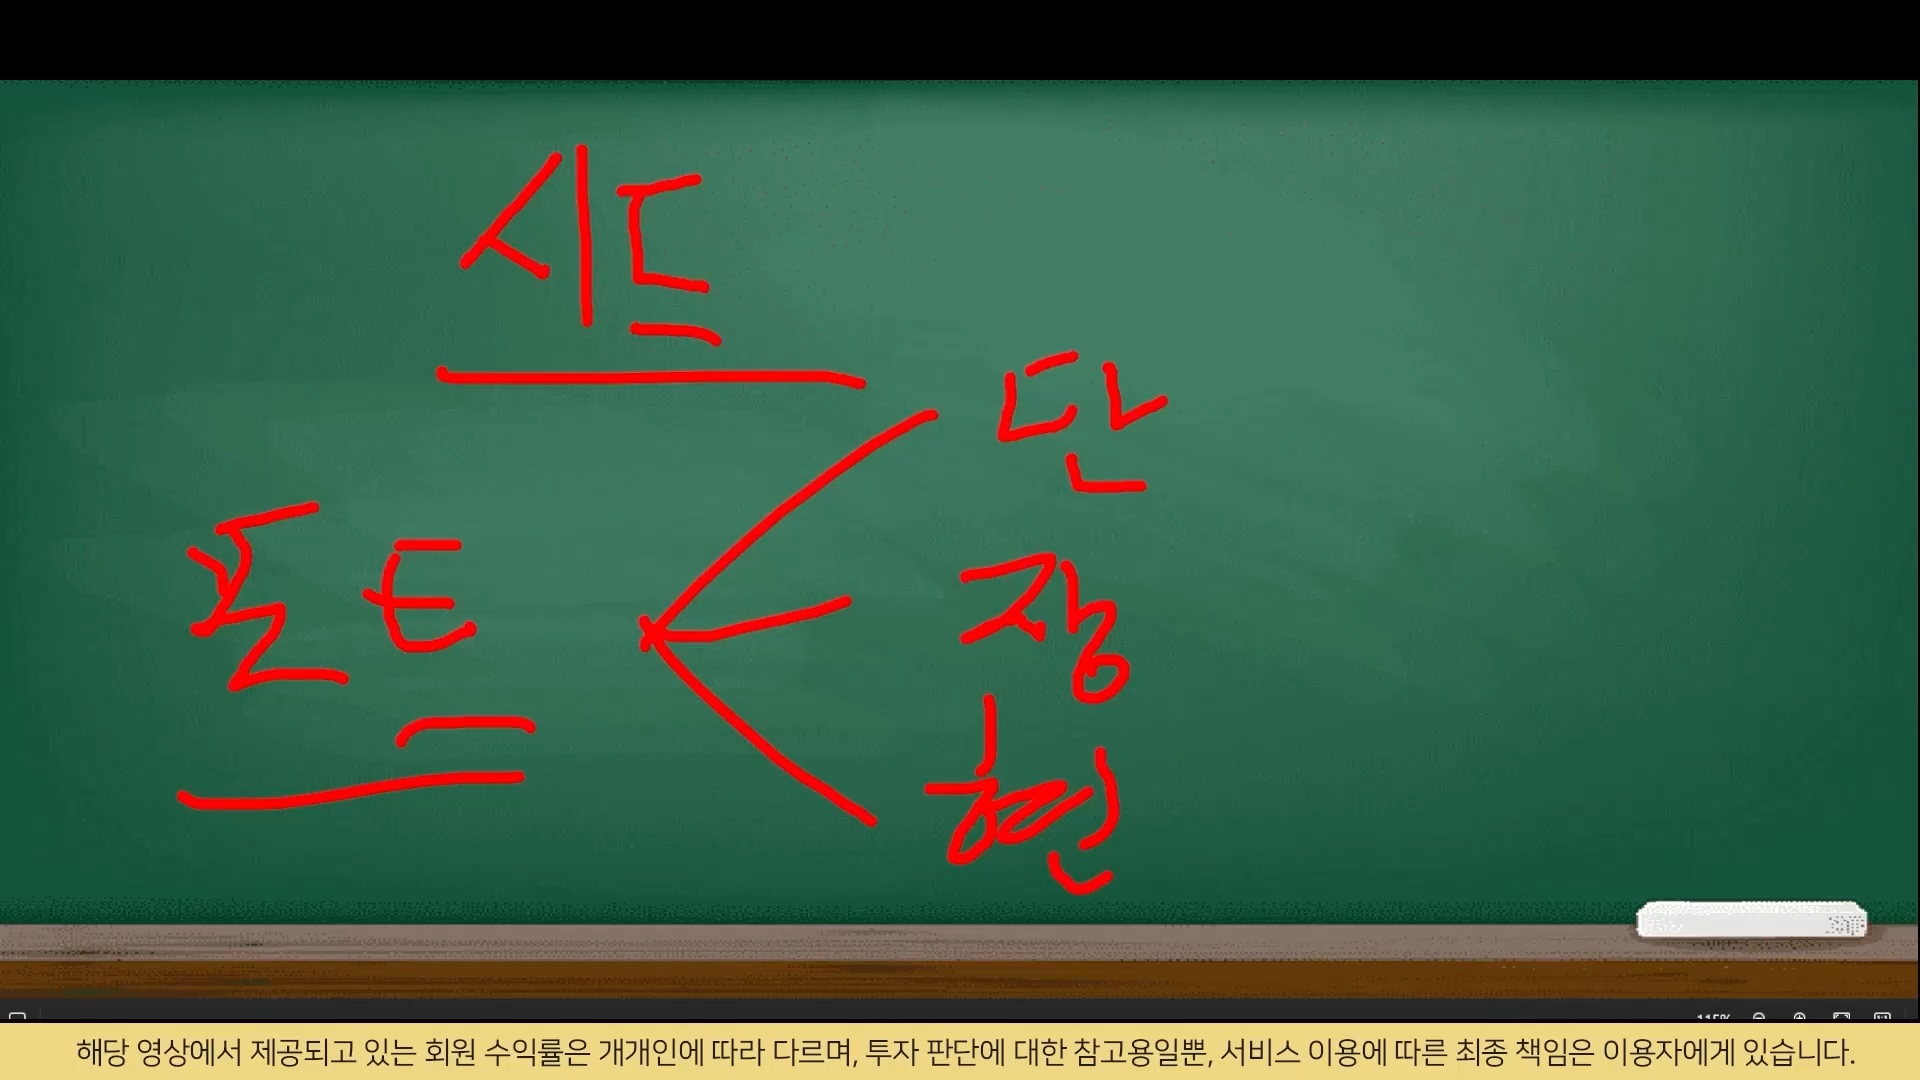 시드
단
포트
장
현
115%
해당 영상에서 제공되고 있는 회원 수익률은 개개인에 따라 다르며, 투자 판단에 대한 참고용일뿐, 서비스 이용에 따른 최종 책임은 이용자에게 있습니다.